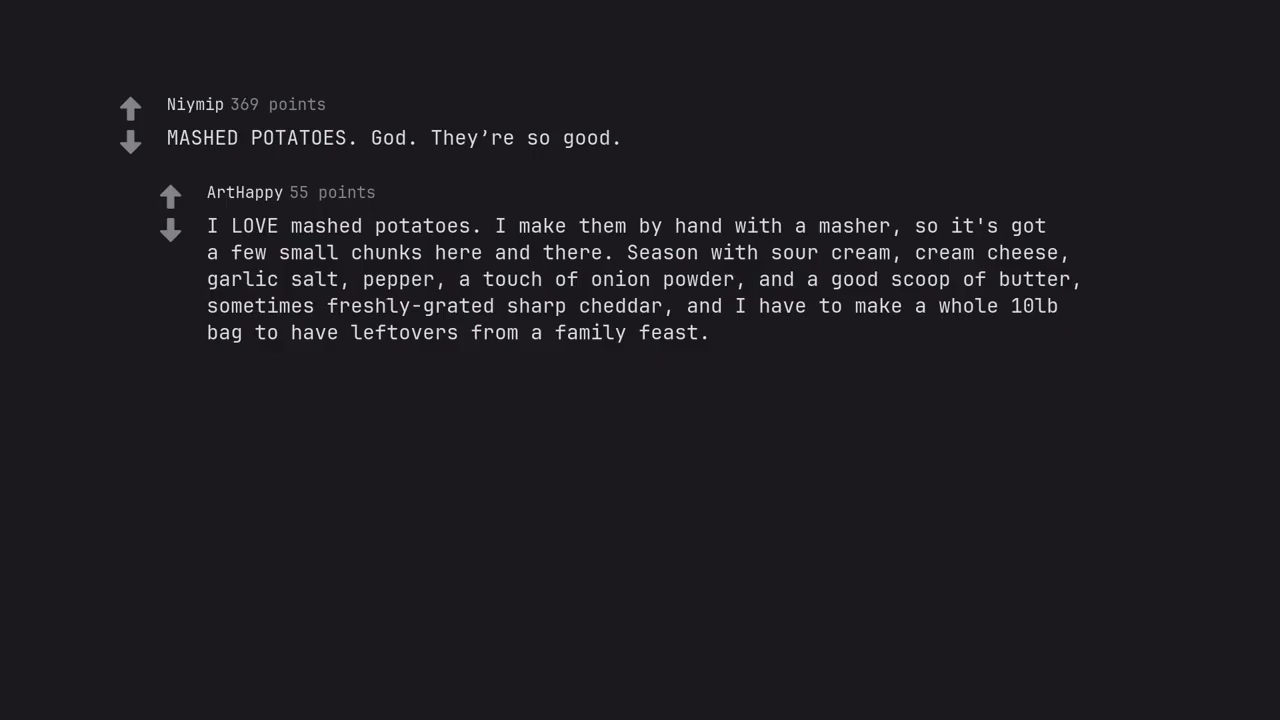 Niymip 369 points
MASHED POTATOES. God. They’re so good.
ArtHappy 55 points
I LOVE mashed potatoes. I make them by hand with a masher, so it's got
a few small chunks here and there. Season with sour cream, cream cheese,
garlic salt, pepper, a touch of onion powder, and a good scoop of butter,
sometimes freshly-grated sharp cheddar, and I have to make a whole 10lb
bag to have leftovers from a family feast.